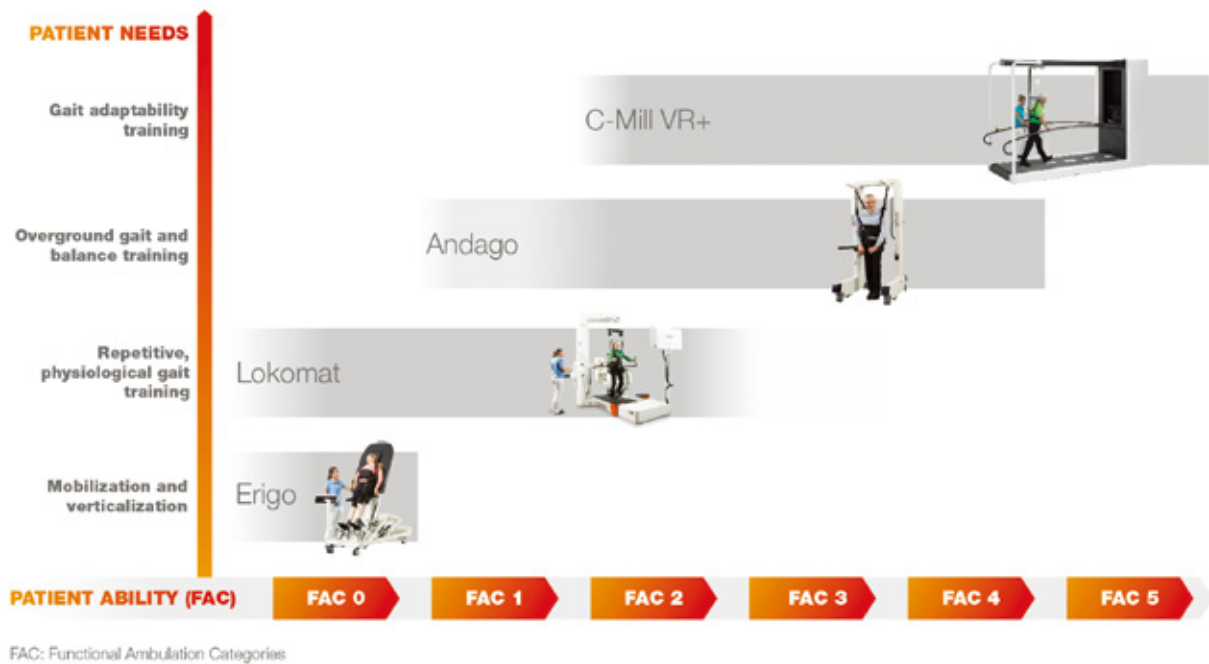 PATIENT NEEDS
Gait adaptability
training
C-Mill VR+
Overground gait and
balance training
Andago
Repetitive,
physiological gait
training
Lokomat
Mobilization and
verticalization
Erigo
PATIENT ABILITY (FAC)
FAC 0
FAC 1
FAC 2
FAC 3
FAC 4
FAC 5
FAC: Functional Ambulation Categories